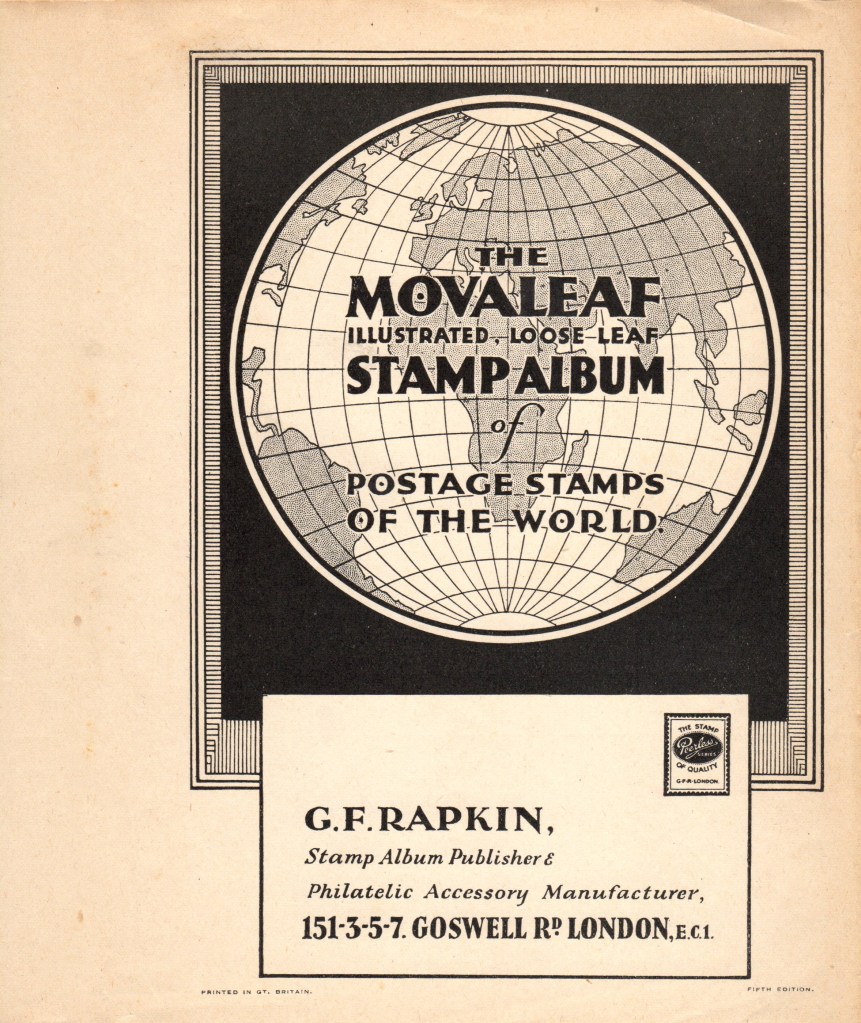 THE
MOVALEAF
ILLUSTRATED, LOOSE-LEAF
STAMP ALBUM
of
POSTAGE STAMPS
OF THE WORLD.
THE STAMP
Peerless
SERIES
OF QUALITY
G·F·R·LONDON
G.F. RAPKIN,
Stamp Album Publisher &
Philatelic Accessory Manufacturer,
151-3-5-7. GOSWELL RD LONDON, E.C.1.
PRINTED IN GT. BRITAIN.
FIFTH EDITION.